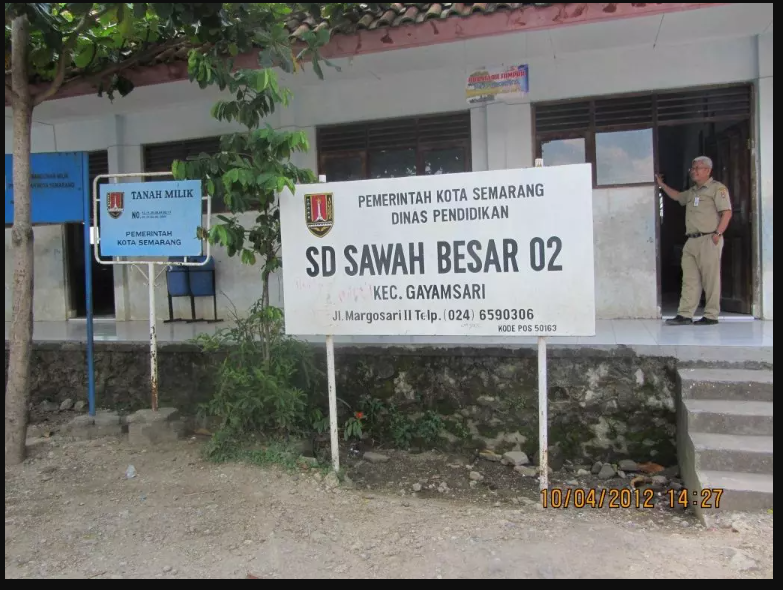 TANAH MILIK
NO.
PEMERINTAH
KOTA SEMARANG
PEMERINTAH KOTA SEMARANG
DINAS PENDIDIKAN
SD SAWAH BESAR 02
KEC. GAYAMSARI
Jl. Margosari II Telp. (024) 6590306
KODE POS 50163
10/04/2012 14:27